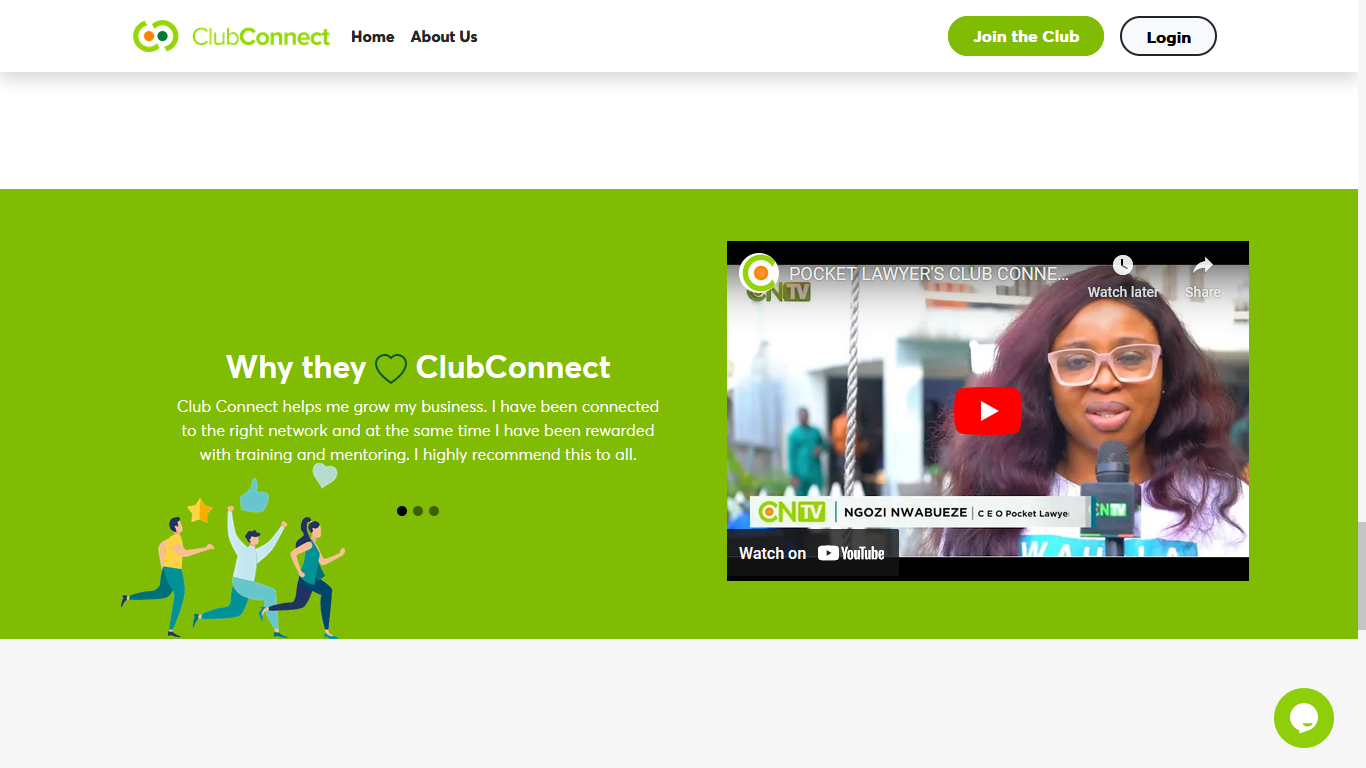 ClubConnect Home About Us Join the Club Login
Why they ClubConnect
Club Connect helps me grow my business. I have been connected
to the right network and at the same time I have been rewarded
with training and mentoring. I highly recommend this to all.
POCKET LAWYER'S CLUB CONNE...
Watch later Share
CNTV
CNTV NGOZI NWABUEZE | C E O Pocket Lawyer
CNTV
Watch on YouTube